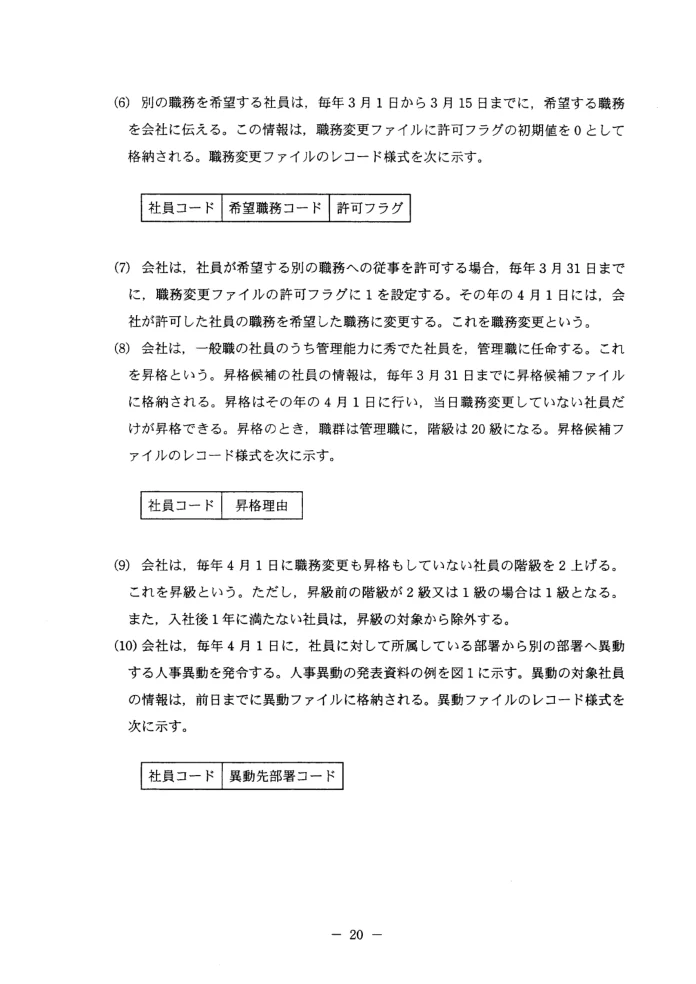 (6) 別の職務を希望する社員は，毎年3月1日から3月15日までに，希望する職務
を会社に伝える。この情報は，職務変更ファイルに許可フラグの初期値を0として
格納される。職務変更ファイルのレコード様式を次に示す。
社員コード 希望職務コード 許可フラグ
(7) 会社は，社員が希望する別の職務への従事を許可する場合，毎年3月31日まで
に，職務変更ファイルの許可フラグに1を設定する。その年の4月1日には，会
社が許可した社員の職務を希望した職務に変更する。これを職務変更という。
(8) 会社は，一般職の社員のうち管理能力に秀でた社員を，管理職に任命する。これ
を昇格という。昇格候補の社員の情報は，毎年3月31日までに昇格候補ファイル
に格納される。昇格はその年の4月1日に行い，当日職務変更していない社員だ
けが昇格できる。昇格のとき，職群は管理職に，階級は20級になる。昇格候補フ
ァイルのレコード様式を次に示す。
社員コード 昇格理由
(9) 会社は，毎年4月1日に職務変更も昇格もしていない社員の階級を2上げる。
これを昇級という。ただし，昇級前の階級が2級又は1級の場合は1級となる。
また，入社後1年に満たない社員は，昇級の対象から除外する。
(10) 会社は，毎年4月1日に，社員に対して所属している部署から別の部署へ異動
する人事異動を発令する。人事異動の発表資料の例を図1に示す。異動の対象社員
の情報は，前日までに異動ファイルに格納される。異動ファイルのレコード様式を
次に示す。
社員コード 異動先部署コード
－ 20 －